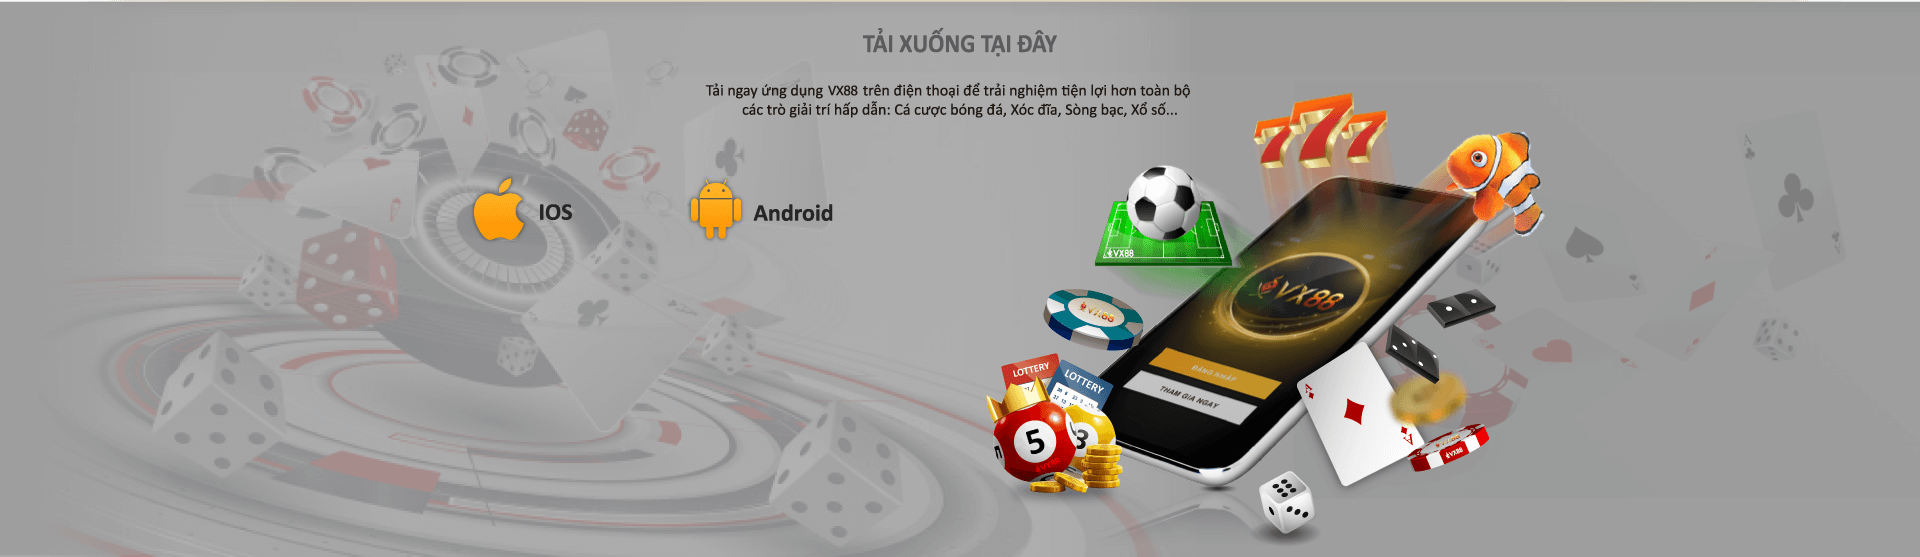 TẢI XUỐNG TẠI ĐÂY
Tải ngay ứng dụng VX88 trên điện thoại để trải nghiệm tiện lợi hơn toàn bộ
các trò giải trí hấp dẫn: Cá cược bóng đá, Xóc đĩa, Sòng bạc, Xổ số...
IOS
Android
777
VX88
VX88
VX88
LOTTERY
LOTTERY
ĐĂNG NHẬP
THAM GIA NGAY
5
3
VX88
A
A
VX88